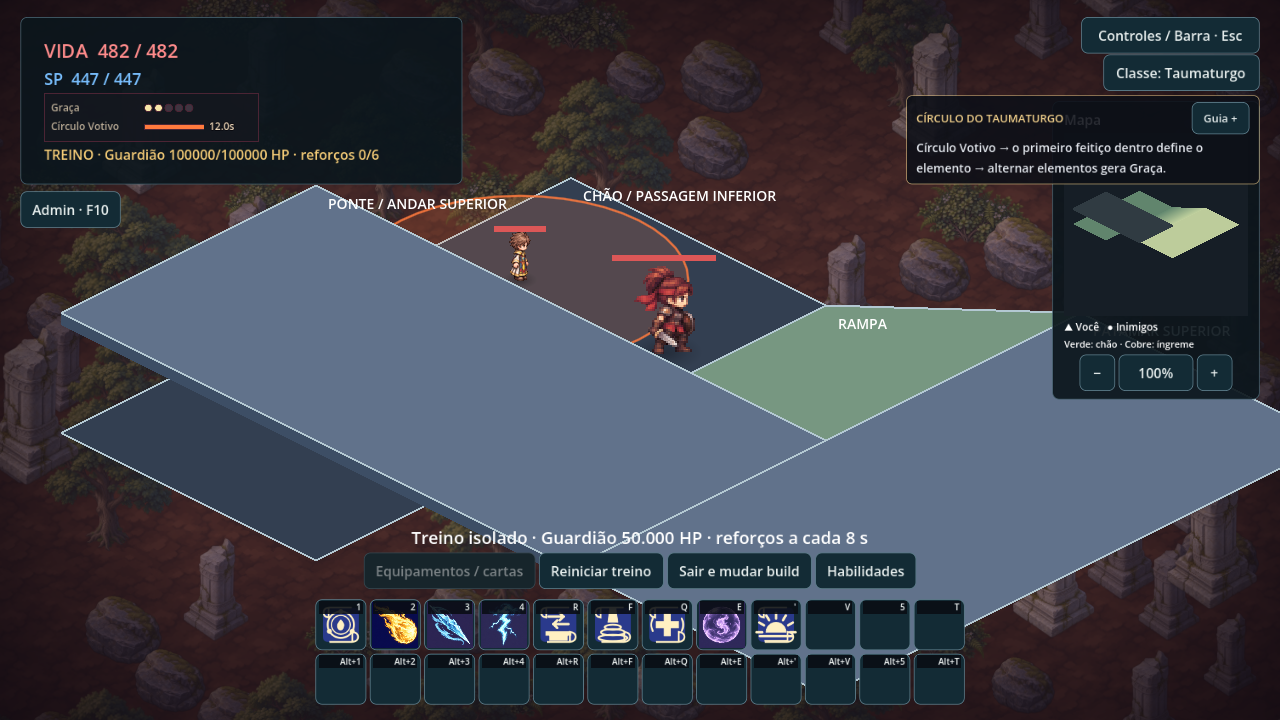 VIDA 482 / 482
SP 447 / 447
Graça
Círculo Votivo 12.0s
TREINO · Guardião 100000/100000 HP · reforços 0/6
Admin · F10
Controles / Barra · Esc
Classe: Taumaturgo
CÍRCULO DO TAUMATURGO
Mapa
Guia +
Círculo Votivo → o primeiro feitiço dentro define o
elemento → alternar elementos gera Graça.
PONTE / ANDAR SUPERIOR
CHÃO / PASSAGEM INFERIOR
RAMPA
▲ Você ● Inimigos
SUPERIOR
Verde: chão · Cobre: íngreme
− 100% +
Treino isolado · Guardião 50.000 HP · reforços a cada 8 s
Equipamentos / cartas Reiniciar treino Sair e mudar build Habilidades
1 2 3 4 R F Q E ' V 5 T
Alt+1 Alt+2 Alt+3 Alt+4 Alt+R Alt+F Alt+Q Alt+E Alt+' Alt+V Alt+5 Alt+T